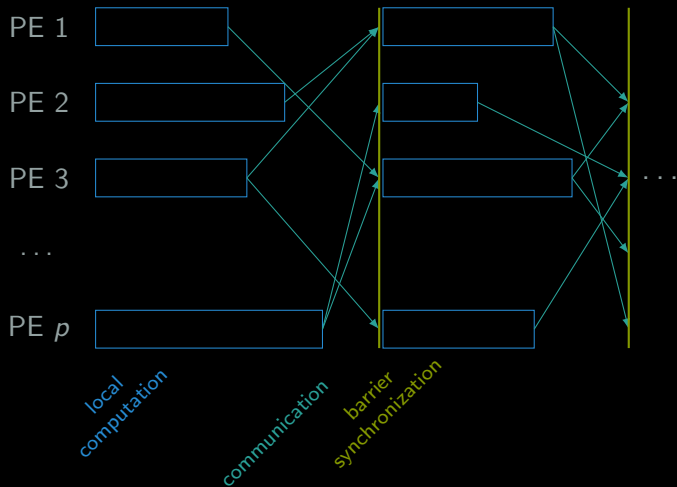 PE 1
PE 2
PE 3
...
...
PE p
local
computation
communication
barrier
synchronization